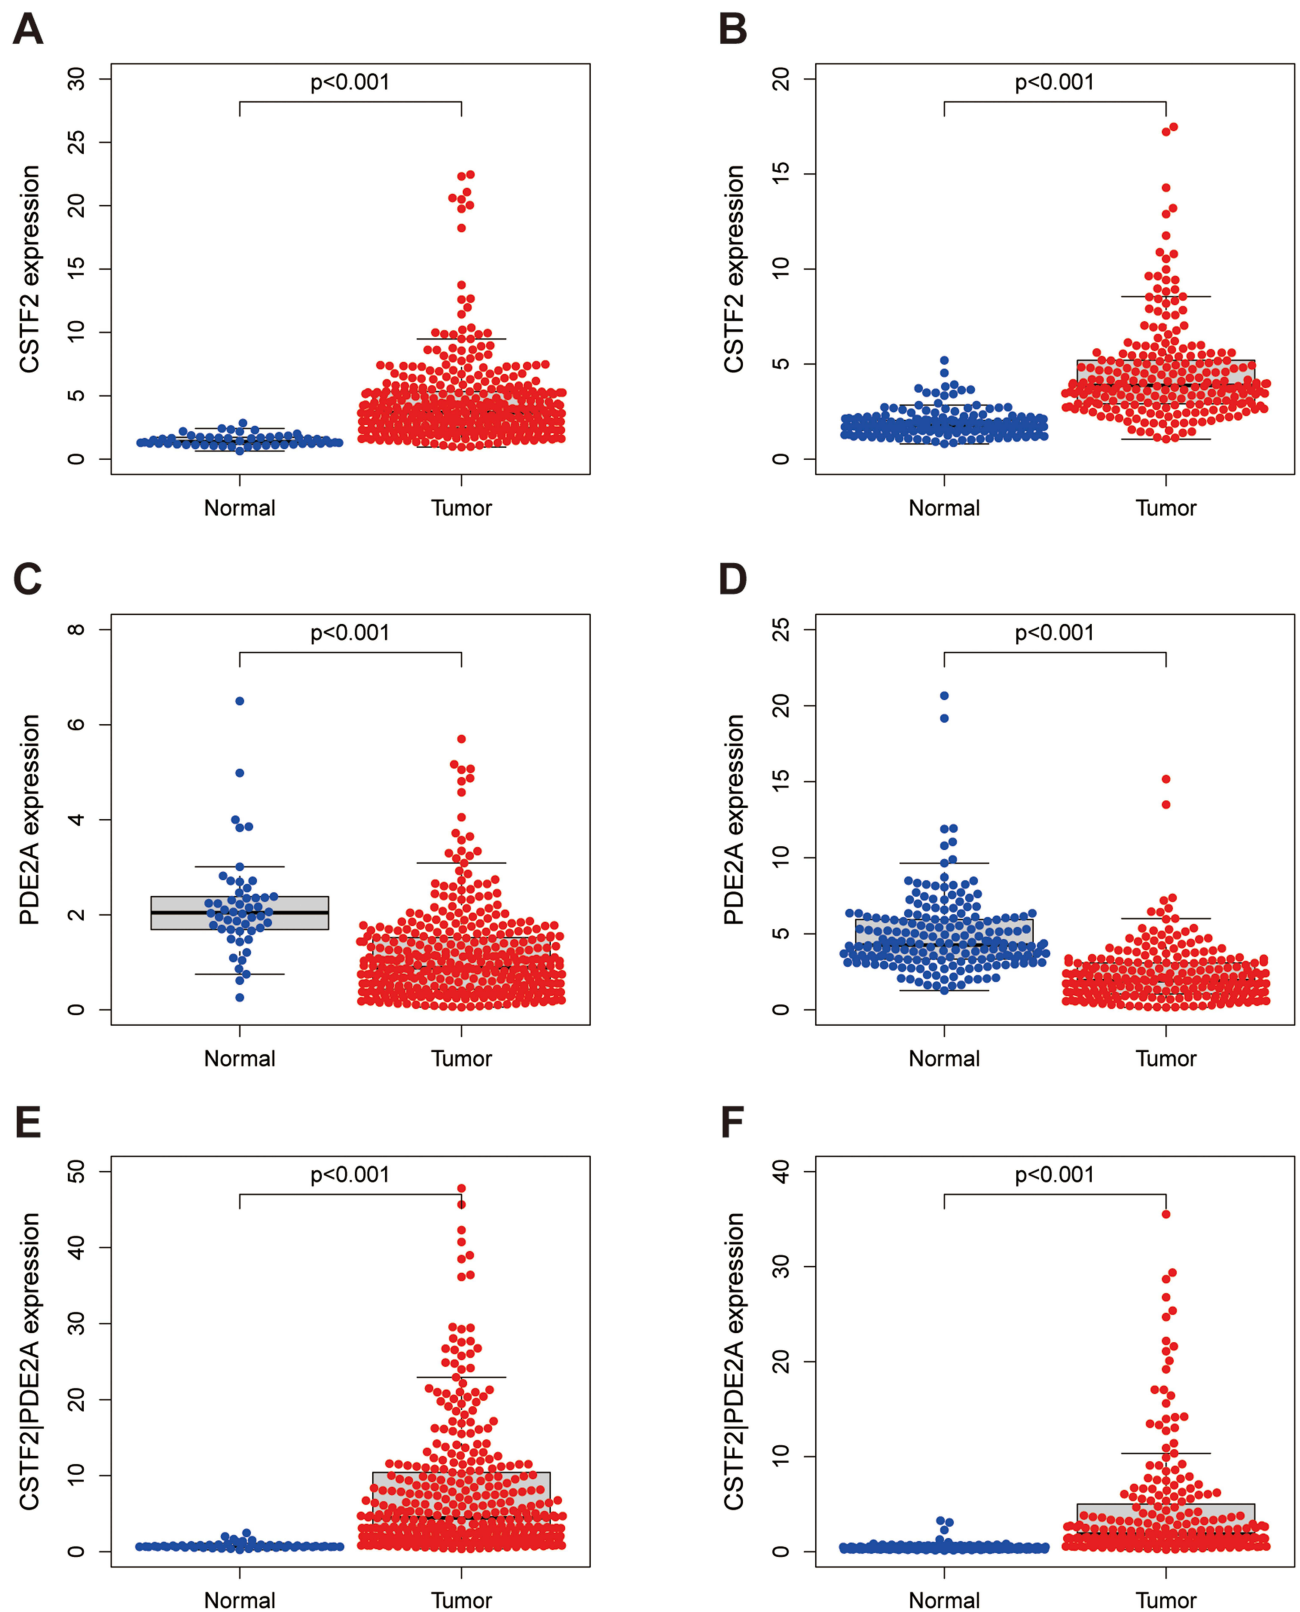 A
CSTF2 expression
30
25
20
15
10
5
0
p<0.001
Normal Tumor
B
CSTF2 expression
20
15
10
5
0
p<0.001
Normal Tumor
C
PDE2A expression
8
6
4
2
0
p<0.001
Normal Tumor
D
PDE2A expression
25
20
15
10
5
0
p<0.001
Normal Tumor
E
CSTF2|PDE2A expression
50
40
30
20
10
0
p<0.001
Normal Tumor
F
CSTF2|PDE2A expression
40
30
20
10
0
p<0.001
Normal Tumor